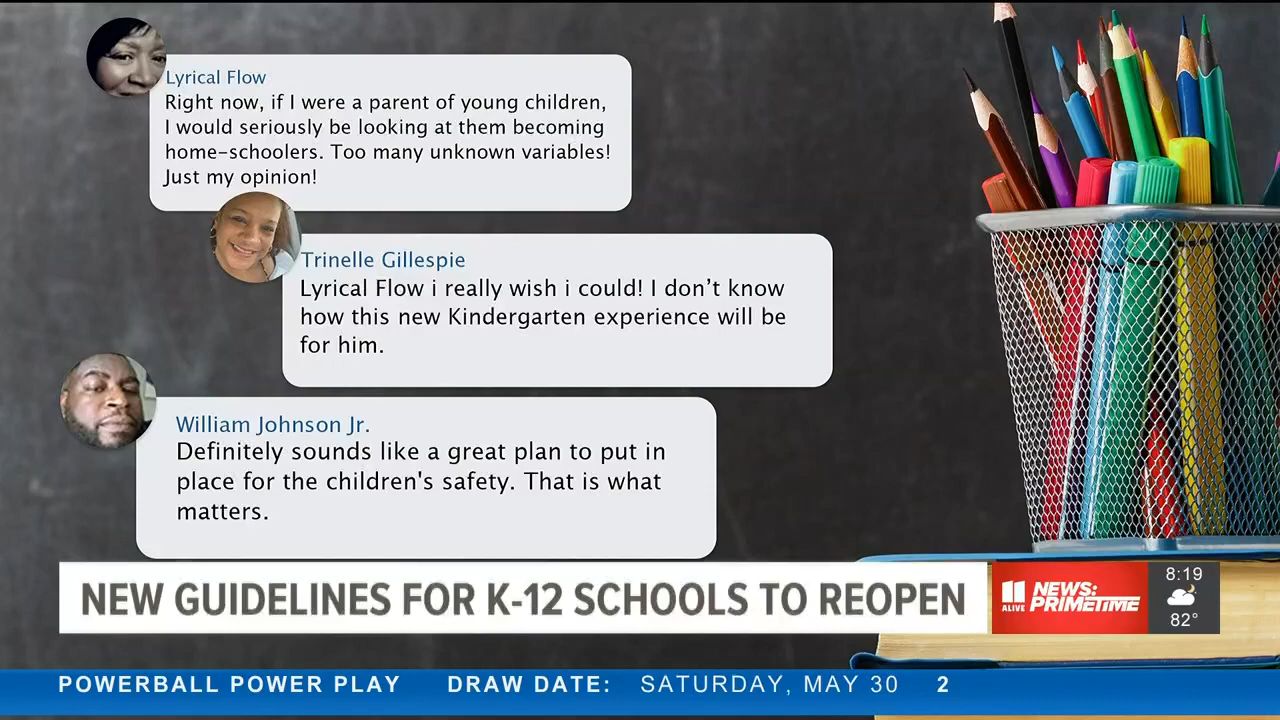 Lyrical Flow
Right now, if I were a parent of young children,
I would seriously be looking at them becoming
home-schoolers. Too many unknown variables!
Just my opinion!
Trinelle Gillespie
Lyrical Flow i really wish i could! I don't know
how this new Kindergarten experience will be
for him.
William Johnson Jr.
Definitely sounds like a great plan to put in
place for the children's safety. That is what
matters.
NEW GUIDELINES FOR K-12 SCHOOLS TO REOPEN
11 ALIVE
NEWS:
PRIMETIME
8:19
82°
POWERBALL POWER PLAY DRAW DATE: SATURDAY, MAY 30 2